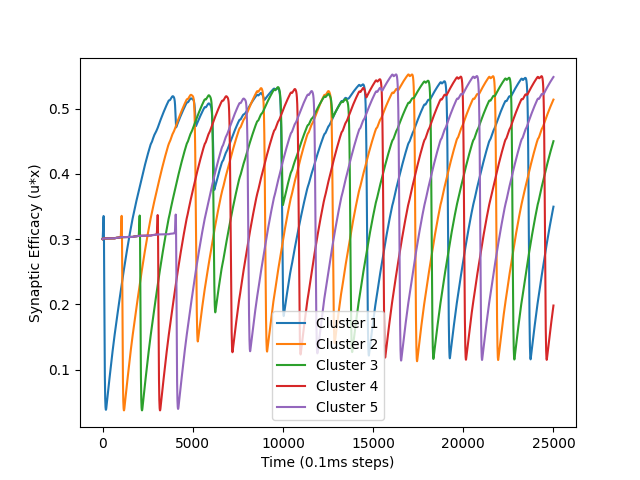 Synaptic Efficacy (u*x)
0.5
0.4
0.3
0.2
0.1
Cluster 1
Cluster 2
Cluster 3
Cluster 4
Cluster 5
0 5000 10000 15000 20000 25000
Time (0.1ms steps)